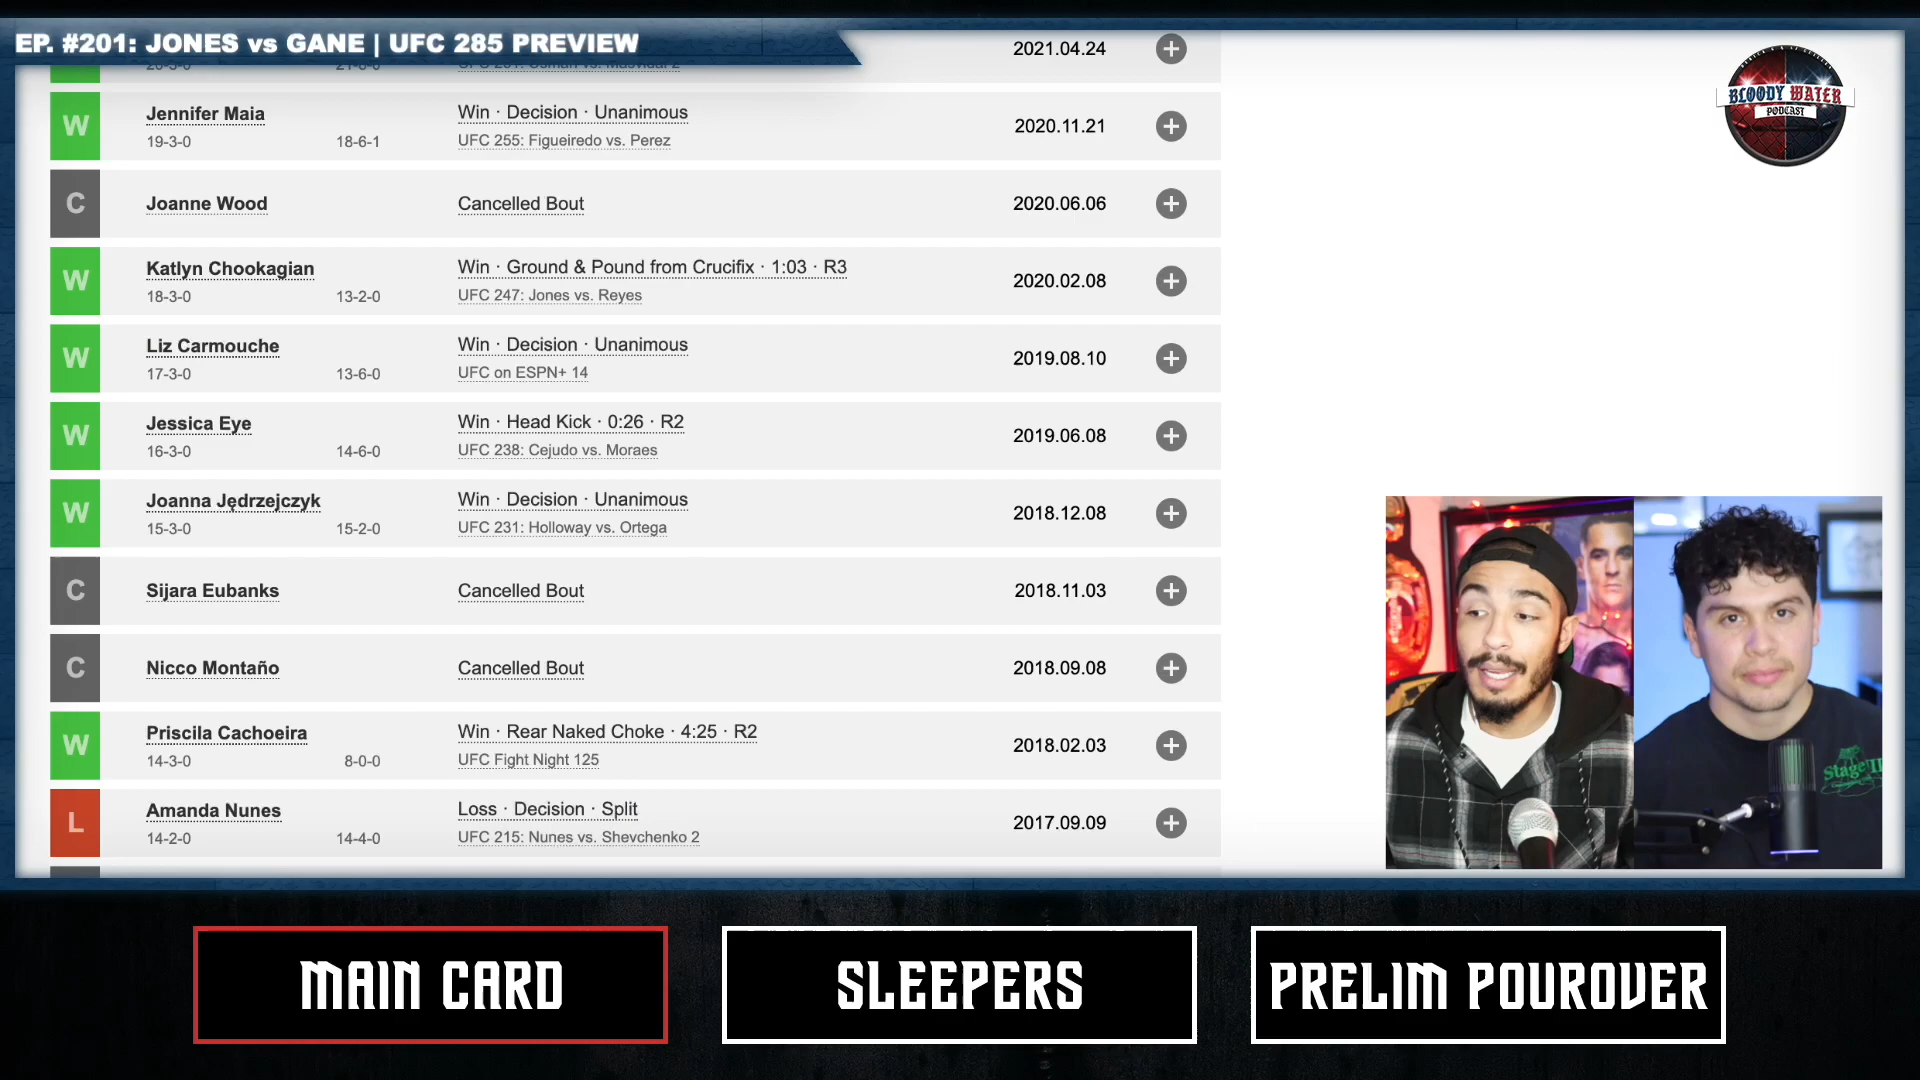 EP. #201: JONES vs GANE | UFC 285 PREVIEW
2021.04.24
W
Jennifer Maia
Win · Decision · Unanimous
19-3-0
18-6-1
UFC 255: Figueiredo vs. Perez
2020.11.21
C
Joanne Wood
Cancelled Bout
2020.06.06
W
Katlyn Chookagian
Win · Ground & Pound from Crucifix · 1:03 · R3
18-3-0
13-2-0
UFC 247: Jones vs. Reyes
2020.02.08
W
Liz Carmouche
Win · Decision · Unanimous
17-3-0
13-6-0
UFC on ESPN+ 14
2019.08.10
W
Jessica Eye
Win · Head Kick · 0:26 · R2
16-3-0
14-6-0
UFC 238: Cejudo vs. Moraes
2019.06.08
W
Joanna Jędrzejczyk
Win · Decision · Unanimous
15-3-0
15-2-0
UFC 231: Holloway vs. Ortega
2018.12.08
C
Sijara Eubanks
Cancelled Bout
2018.11.03
C
Nicco Montaño
Cancelled Bout
2018.09.08
W
Priscila Cachoeira
Win · Rear Naked Choke · 4:25 · R2
14-3-0
8-0-0
UFC Fight Night 125
2018.02.03
L
Amanda Nunes
Loss · Decision · Split
14-2-0
14-4-0
UFC 215: Nunes vs. Shevchenko 2
2017.09.09
BLOODY WATER
PODCAST
MAIN CARD
SLEEPERS
PRELIM POUROVER